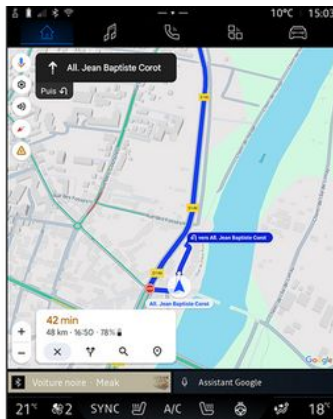 10°C 15:03
All. Jean Baptiste Corot
Puis
vers All. Jean Baptiste Corot
All. Jean Baptiste Corot
42 min
48 km · 16:50 · 78%
Google
Voiture noire · Meak
Assistant Google
21° 2 SYNC A/C 18°